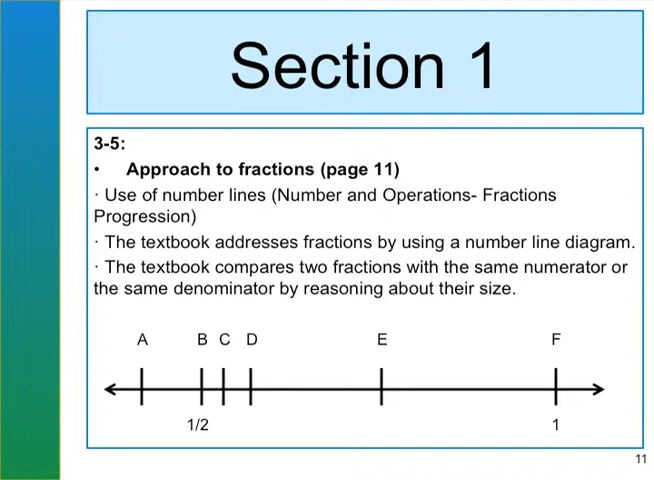 Section 1
3-5:
• Approach to fractions (page 11)
· Use of number lines (Number and Operations- Fractions
Progression)
· The textbook addresses fractions by using a number line diagram.
· The textbook compares two fractions with the same numerator or
the same denominator by reasoning about their size.
A B C D E F
1/2 1
11